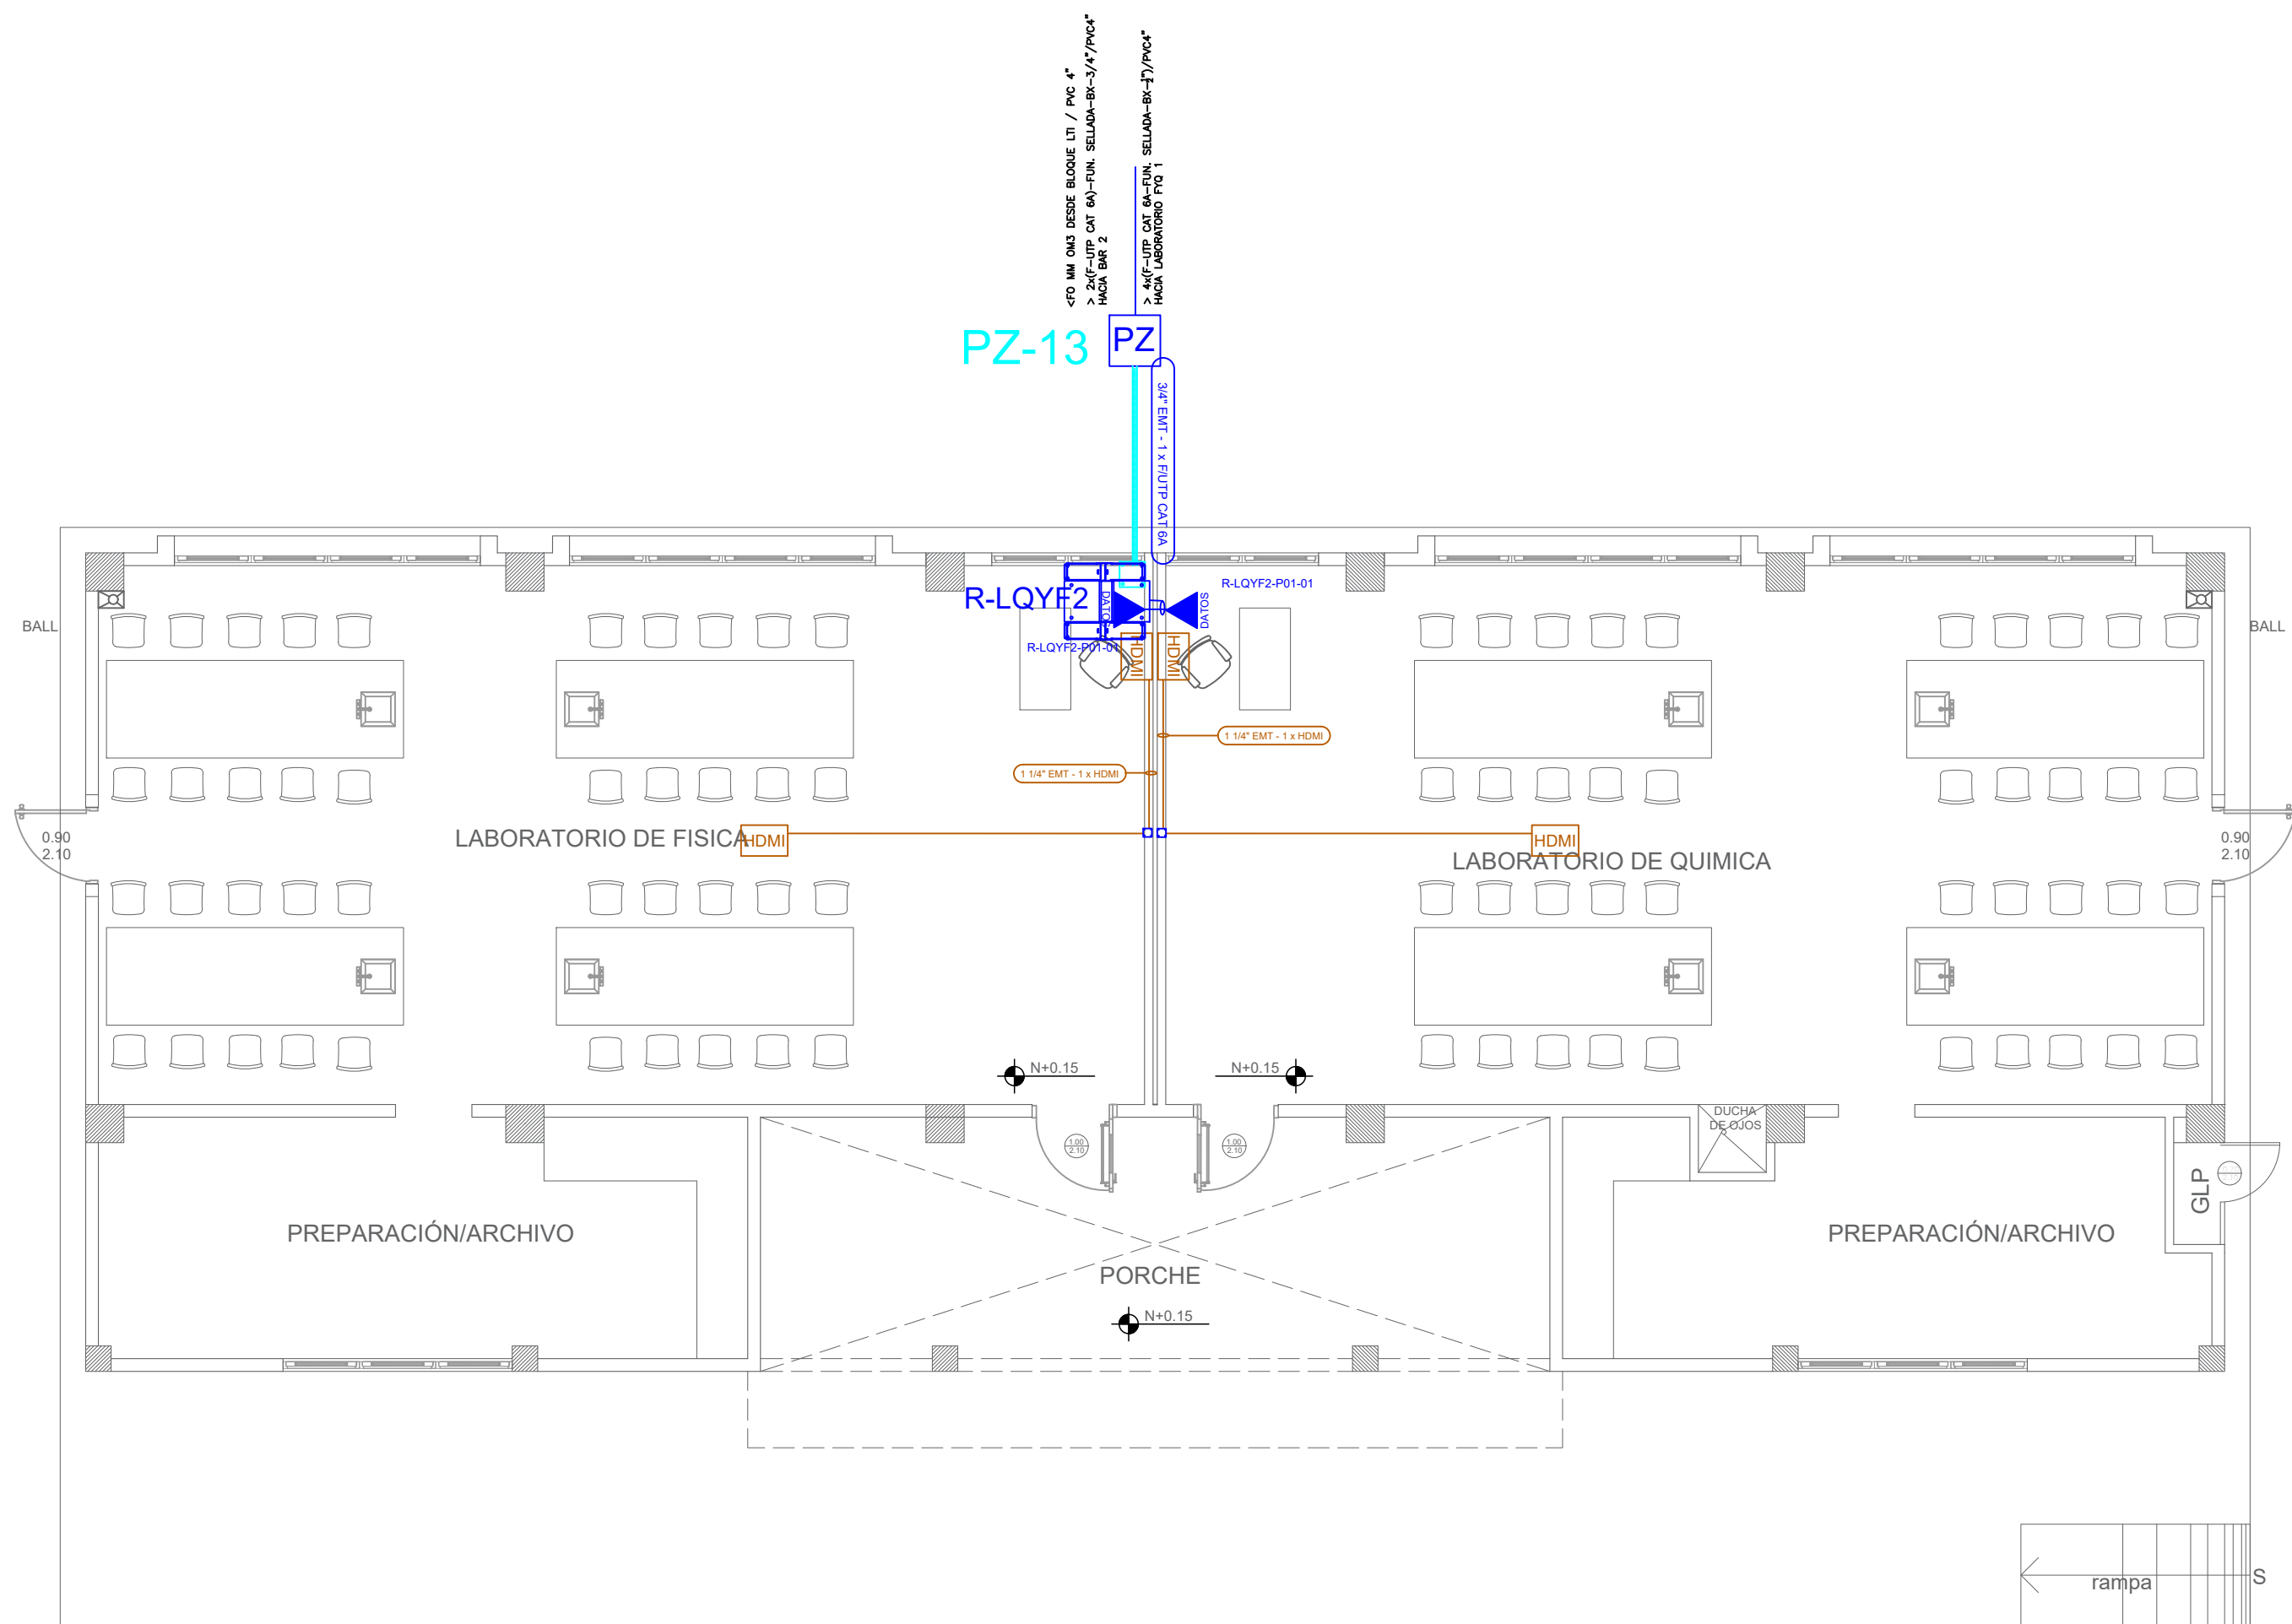 <FO MM OM3 DESDE BLOQUE LTI / PVC 4"
> 2x(F-UTP CAT 6A)-FUN. SELLADA-BX-3/4"/PVC4"
HACIA BAR 2
> 4x(F-UTP CAT 6A-FUN. SELLADA-BX-1½")/PVC4"
HACIA LABORATORIO FYQ 1
PZ-13
PZ
3/4" EMT - 1 x F/UTP CAT 6A
R-LQYF2
DATOS
DATOS
R-LQYF2-P01-01
R-LQYF2-P01-01
BALL
BALL
HDMI
HDMI
1 1/4" EMT - 1 x HDMI
1 1/4" EMT - 1 x HDMI
0.90
2.10
LABORATORIO DE FISICA
HDMI
HDMI
LABORATORIO DE QUIMICA
0.90
2.10
N+0.15
N+0.15
1.00
2.10
1.00
2.10
DUCHA
DE OJOS
GLP
PREPARACIÓN/ARCHIVO
PREPARACIÓN/ARCHIVO
PORCHE
N+0.15
rampa
S